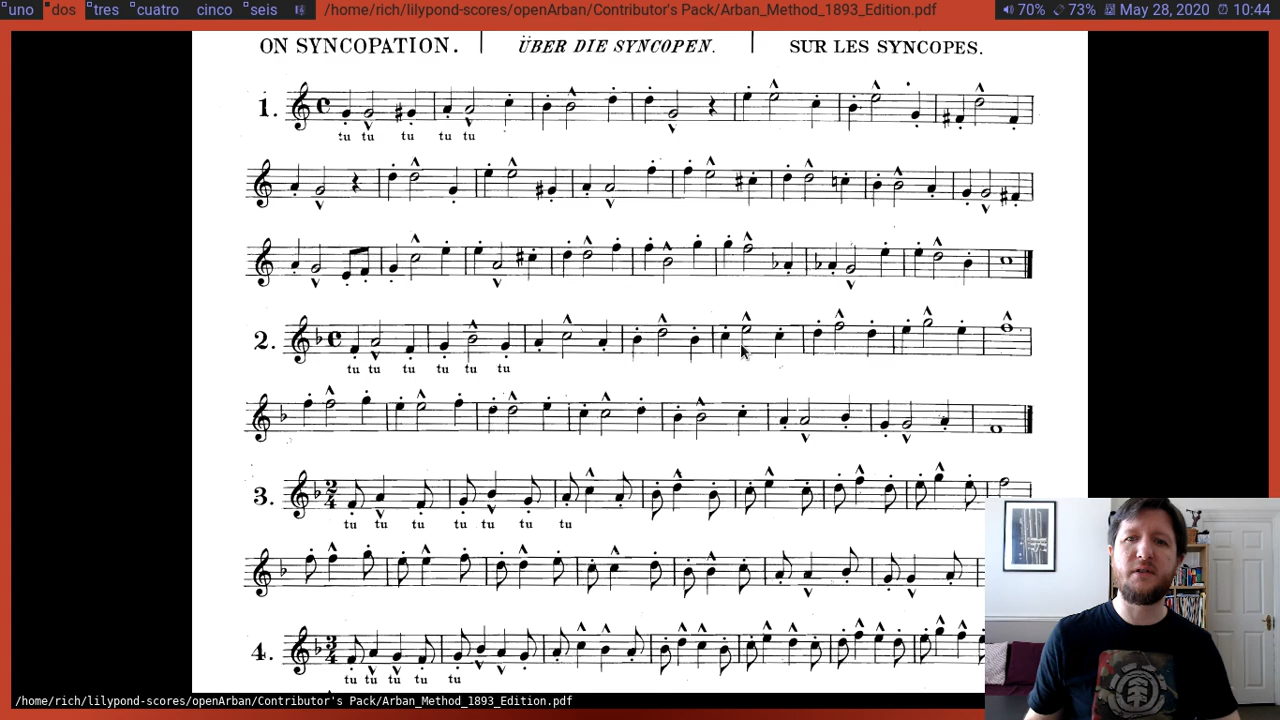 uno dos tres cuatro cinco seis /home/rich/lilypond-scores/openArban/Contributor's Pack/Arban_Method_1893_Edition.pdf 70% 73% May 28, 2020 10:44
ON SYNCOPATION. ÜBER DIE SYNCOPEN. SUR LES SYNCOPES.
1.
tu tu tu tu tu
2.
tu tu tu tu tu tu
3.
tu tu tu tu tu tu tu
4.
tu tu tu tu tu
/home/rich/lilypond-scores/openArban/Contributor's Pack/Arban_Method_1893_Edition.pdf